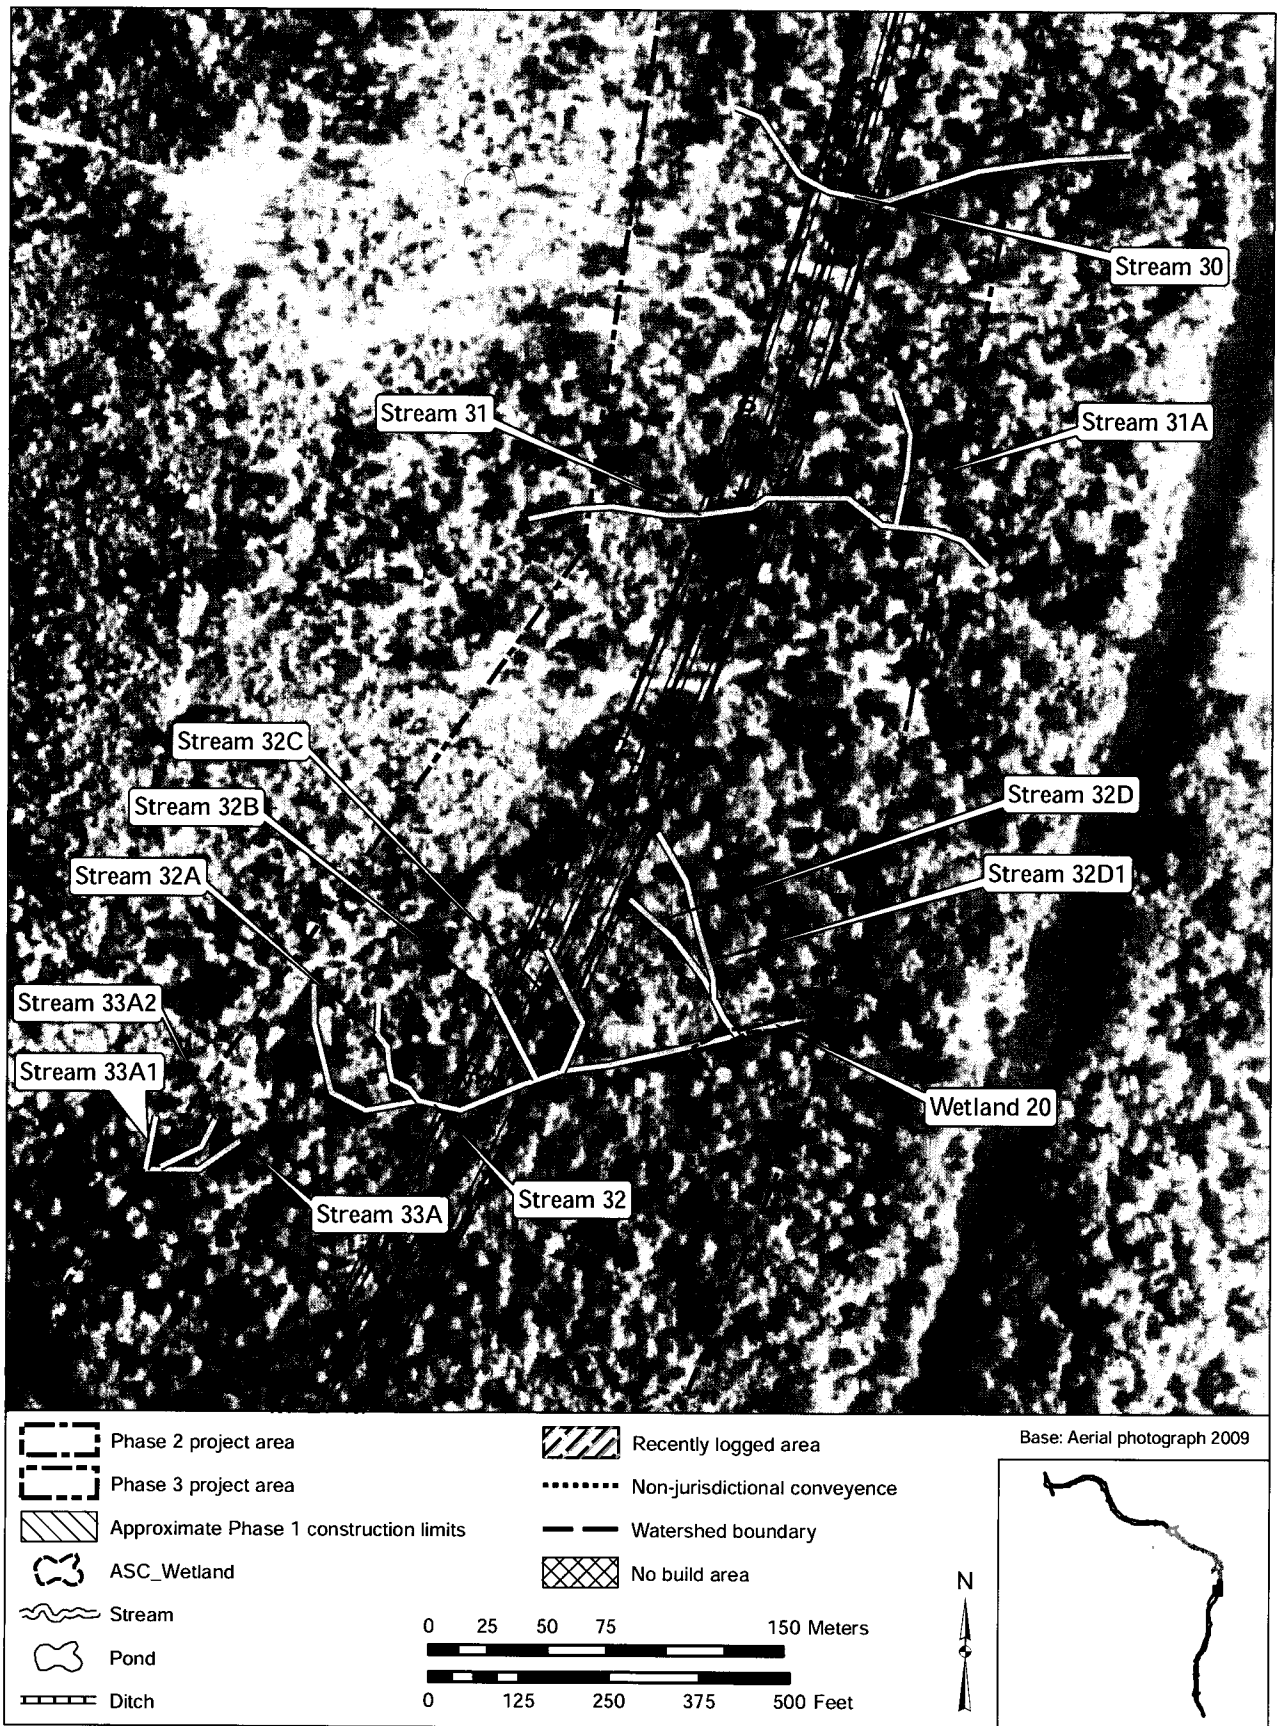 Stream 30
Stream 31
Stream 31A
Stream 32C
Stream 32B
Stream 32D
Stream 32A
Stream 32D1
Stream 33A2
Stream 33A1
Wetland 20
Stream 32
Stream 33A
Phase 2 project area
Phase 3 project area
Approximate Phase 1 construction limits
ASC_Wetland
Stream
Pond
Ditch
Recently logged area
Non-jurisdictional conveyence
Watershed boundary
No build area
0 25 50 75 150 Meters
0 125 250 375 500 Feet
N
Base: Aerial photograph 2009